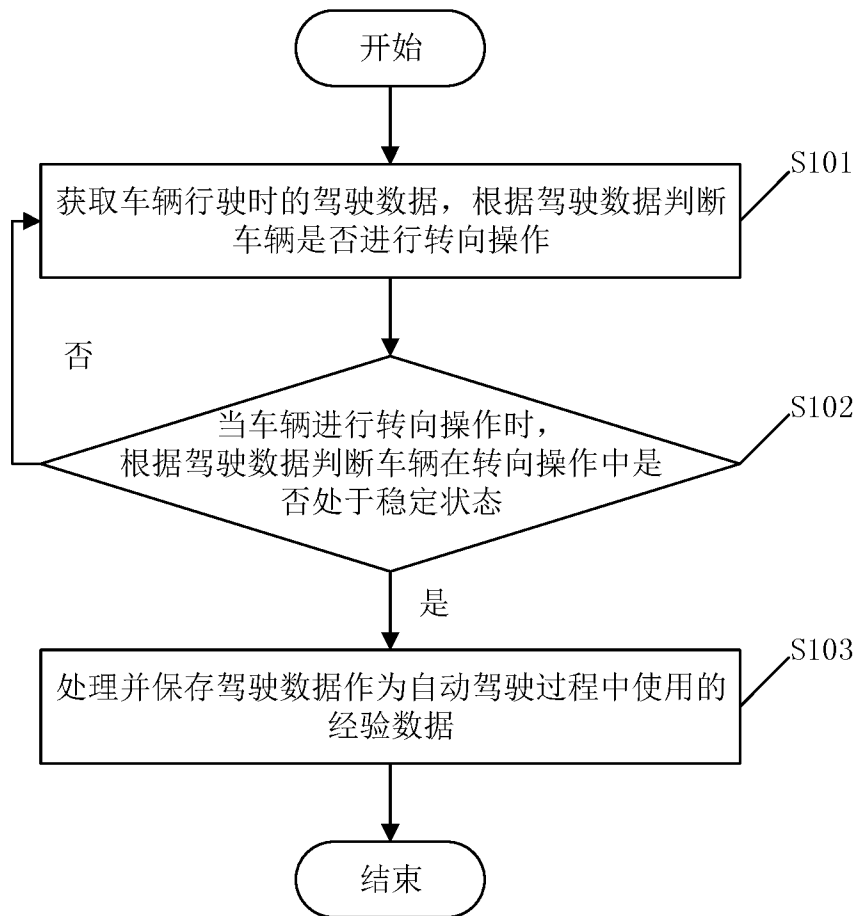 开始
S101
获取车辆行驶时的驾驶数据，根据驾驶数据判断
车辆是否进行转向操作
否
S102
当车辆进行转向操作时，
根据驾驶数据判断车辆在转向操作中是
否处于稳定状态
是
S103
处理并保存驾驶数据作为自动驾驶过程中使用的
经验数据
结束